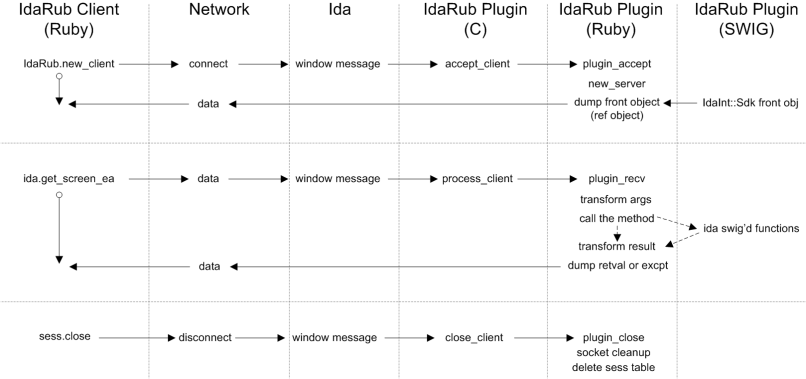 IdaRub Client
(Ruby)
Network
Ida
IdaRub Plugin
(C)
IdaRub Plugin
(Ruby)
IdaRub Plugin
(SWIG)
IdaRub.new_client
connect
window message
accept_client
plugin_accept
new_server
data
dump front object
(ref object)
IdaInt::Sdk front obj
ida.get_screen_ea
data
window message
process_client
plugin_recv
transform args
call the method
ida swig'd functions
transform result
data
dump retval or excpt
sess.close
disconnect
window message
close_client
plugin_close
socket cleanup
delete sess table